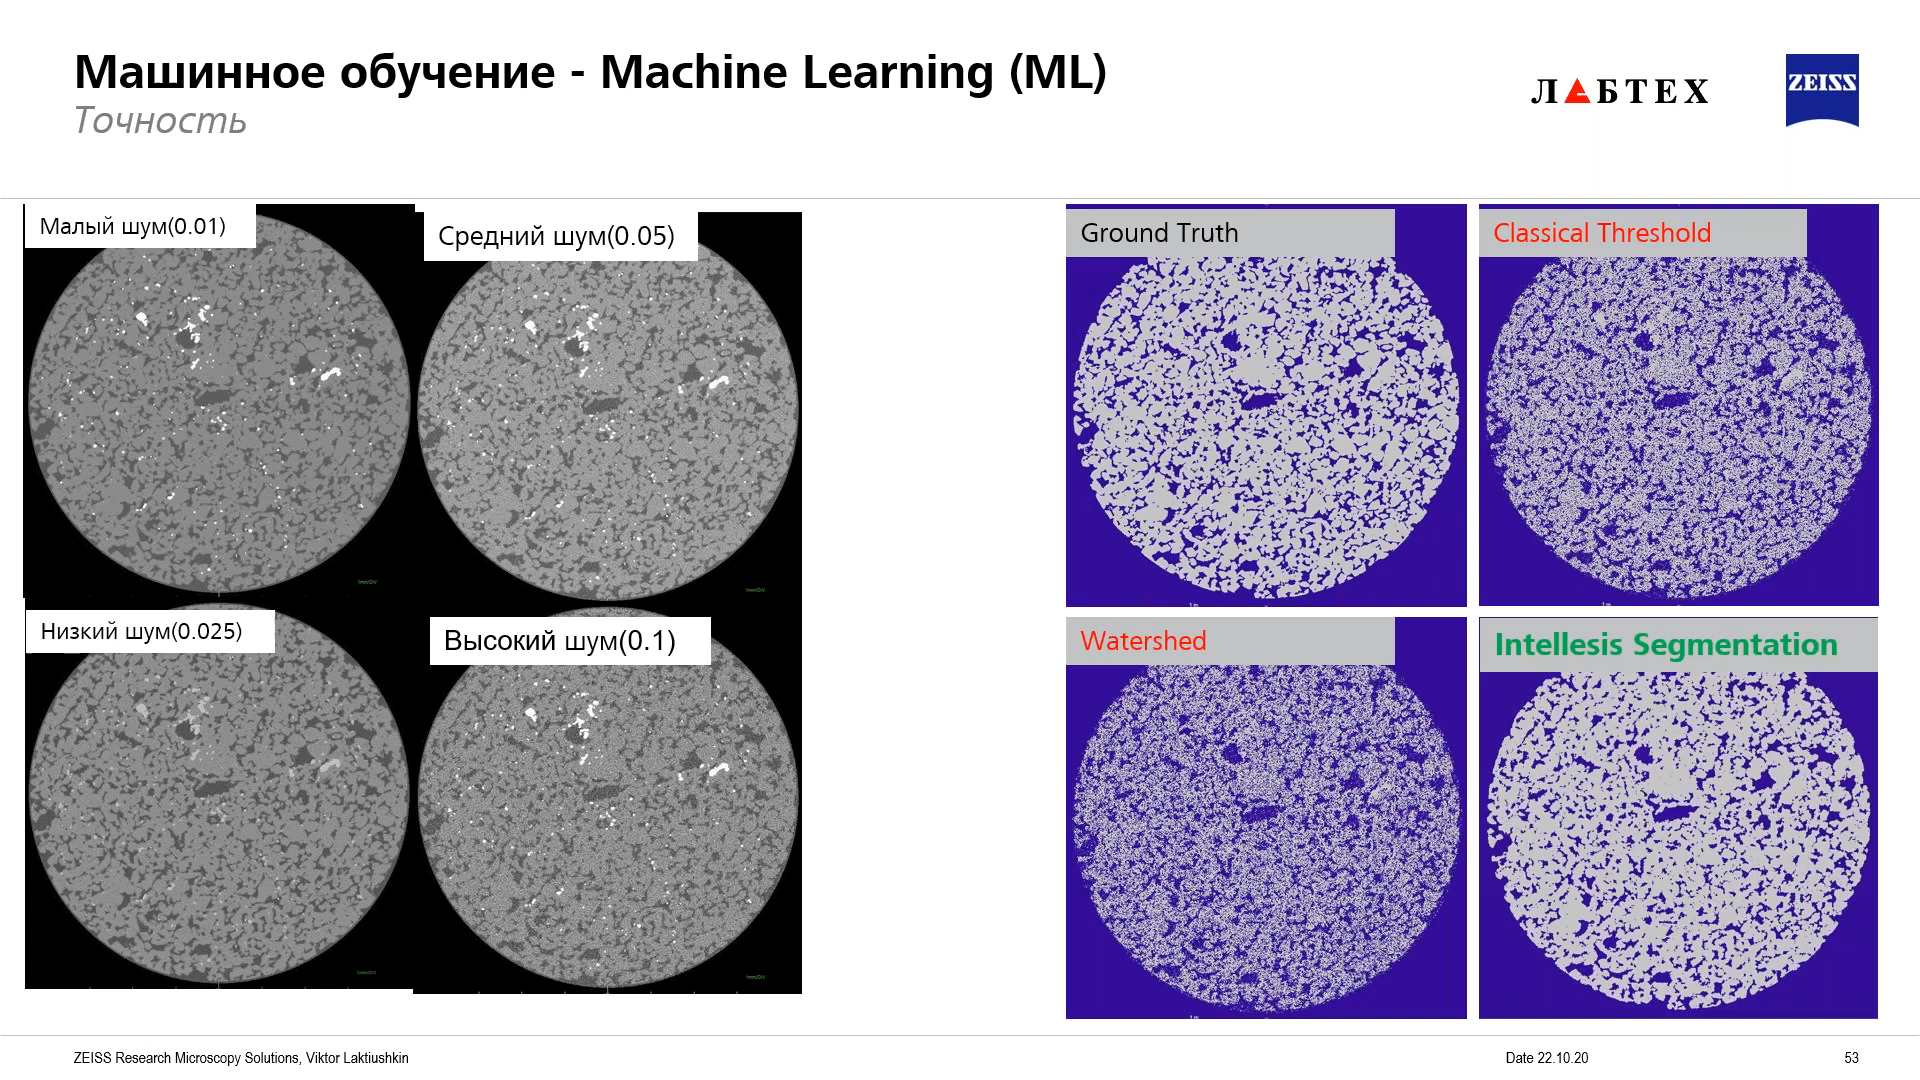 Машинное обучение - Machine Learning (ML)
Точность
ЛАБТЕХ
ZEISS
Малый шум(0.01)
Средний шум(0.05)
Низкий шум(0.025)
Высокий шум(0.1)
Ground Truth
Classical Threshold
Watershed
Intellesis Segmentation
ZEISS Research Microscopy Solutions, Viktor Laktiushkin
Date 22.10.20
53